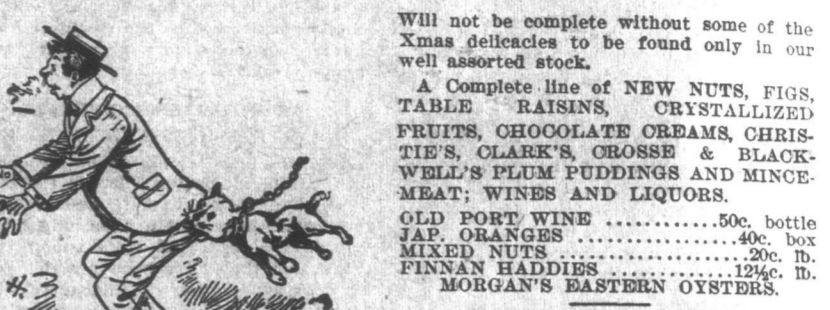 Will not be complete without some of the
Xmas delicacies to be found only in our
well assorted stock.
A Complete line of NEW NUTS, FIGS,
TABLE RAISINS, CRYSTALLIZED
FRUITS, CHOCOLATE CREAMS, CHRIS-
TIE'S, CLARK'S, CROSSE & BLACK-
WELL'S PLUM PUDDINGS AND MINCE-
MEAT; WINES AND LIQUORS.
OLD PORT WINE ............50c. bottle
JAP. ORANGES ................40c. box
MIXED NUTS ....................20c. lb.
FINNAN HADDIES ............12½c. lb.
MORGAN'S EASTERN OYSTERS.
H.